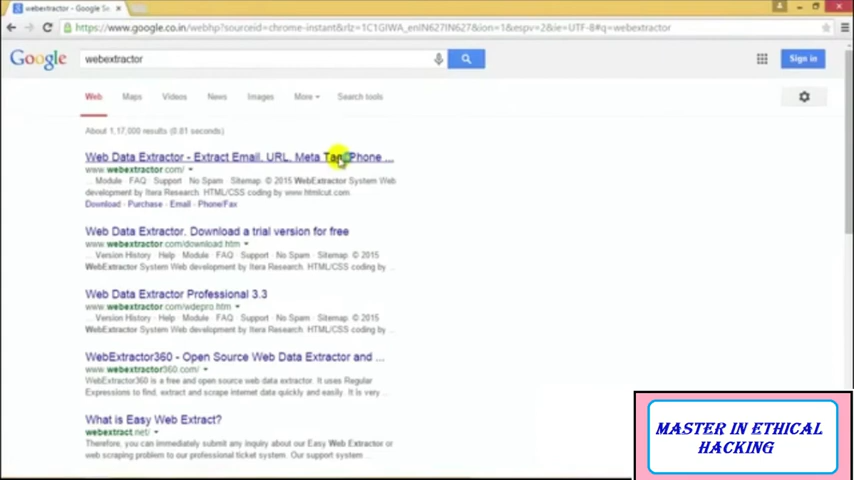 webextractor - Google Se
https://www.google.co.in/webhp?sourceid=chrome-instant&rlz=1C1GIWA_enIN627IN627&ion=1&espv=2&ie=UTF-8#q=webextractor
Google
webextractor
Sign in
Web Maps Videos News Images More Search tools
About 1,17,000 results (0.81 seconds)
Web Data Extractor - Extract Email, URL, Meta Tag, Phone ...
www.webextractor.com/
... Module · FAQ · Support · No Spam · Sitemap · © 2015 WebExtractor System Web
development by Itera Research. HTML/CSS coding by www.htmlcut.com.
Download - Purchase - Email - Phone/Fax
Web Data Extractor. Download a trial version for free
www.webextractor.com/download.htm
... Version History · Help · Module · FAQ · Support · No Spam · Sitemap · © 2015
WebExtractor System Web development by Itera Research. HTML/CSS coding by ...
Web Data Extractor Professional 3.3
www.webextractor.com/wdepro.htm
... Version History · Help · Module · FAQ · Support · No Spam · Sitemap · © 2015
WebExtractor System Web development by Itera Research. HTML/CSS coding by ...
WebExtractor360 - Open Source Web Data Extractor and ...
www.webextractor360.com/
WebExtractor360 is a free and open source web data extractor. It uses Regular
Expressions to find, extract and scrape internet data quickly and easily. It is very ...
What is Easy Web Extract?
webextract.net/
Therefore, you can immediately submit any inquiry about our Easy Web Extractor or
web scraping problem to our professional ticket system. Our support system ...
MASTER IN ETHICAL
HACKING